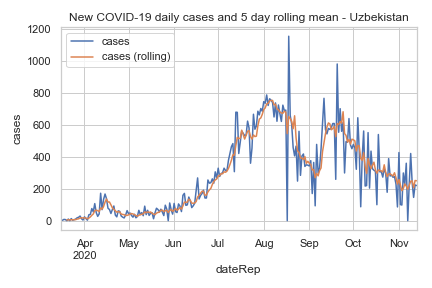 New COVID-19 daily cases and 5 day rolling mean - Uzbekistan
cases
cases (rolling)
cases
1200
1000
800
600
400
200
0
Apr
2020
May
Jun
Jul
Aug
Sep
Oct
Nov
dateRep